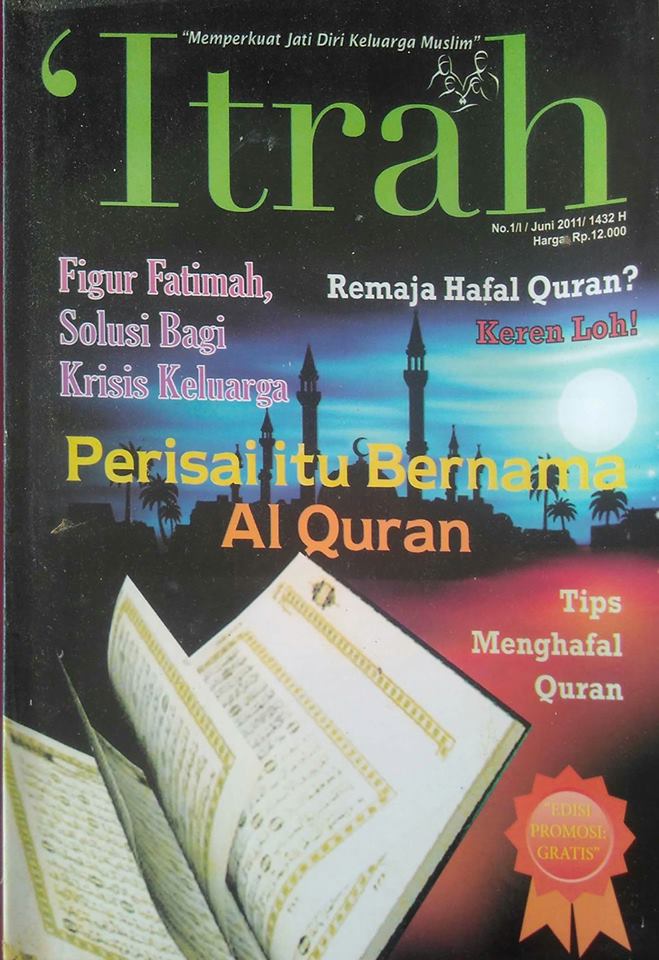 "Memperkuat Jati Diri Keluarga Muslim"
'Itrah
No.1/I / Juni 2011/ 1432 H
Harga Rp.12.000
Figur Fatimah,
Solusi Bagi
Krisis Keluarga
Remaja Hafal Quran?
Keren Loh!
Perisai itu Bernama
Al Quran
Tips
Menghafal
Quran
"EDISI
PROMOSI:
GRATIS"